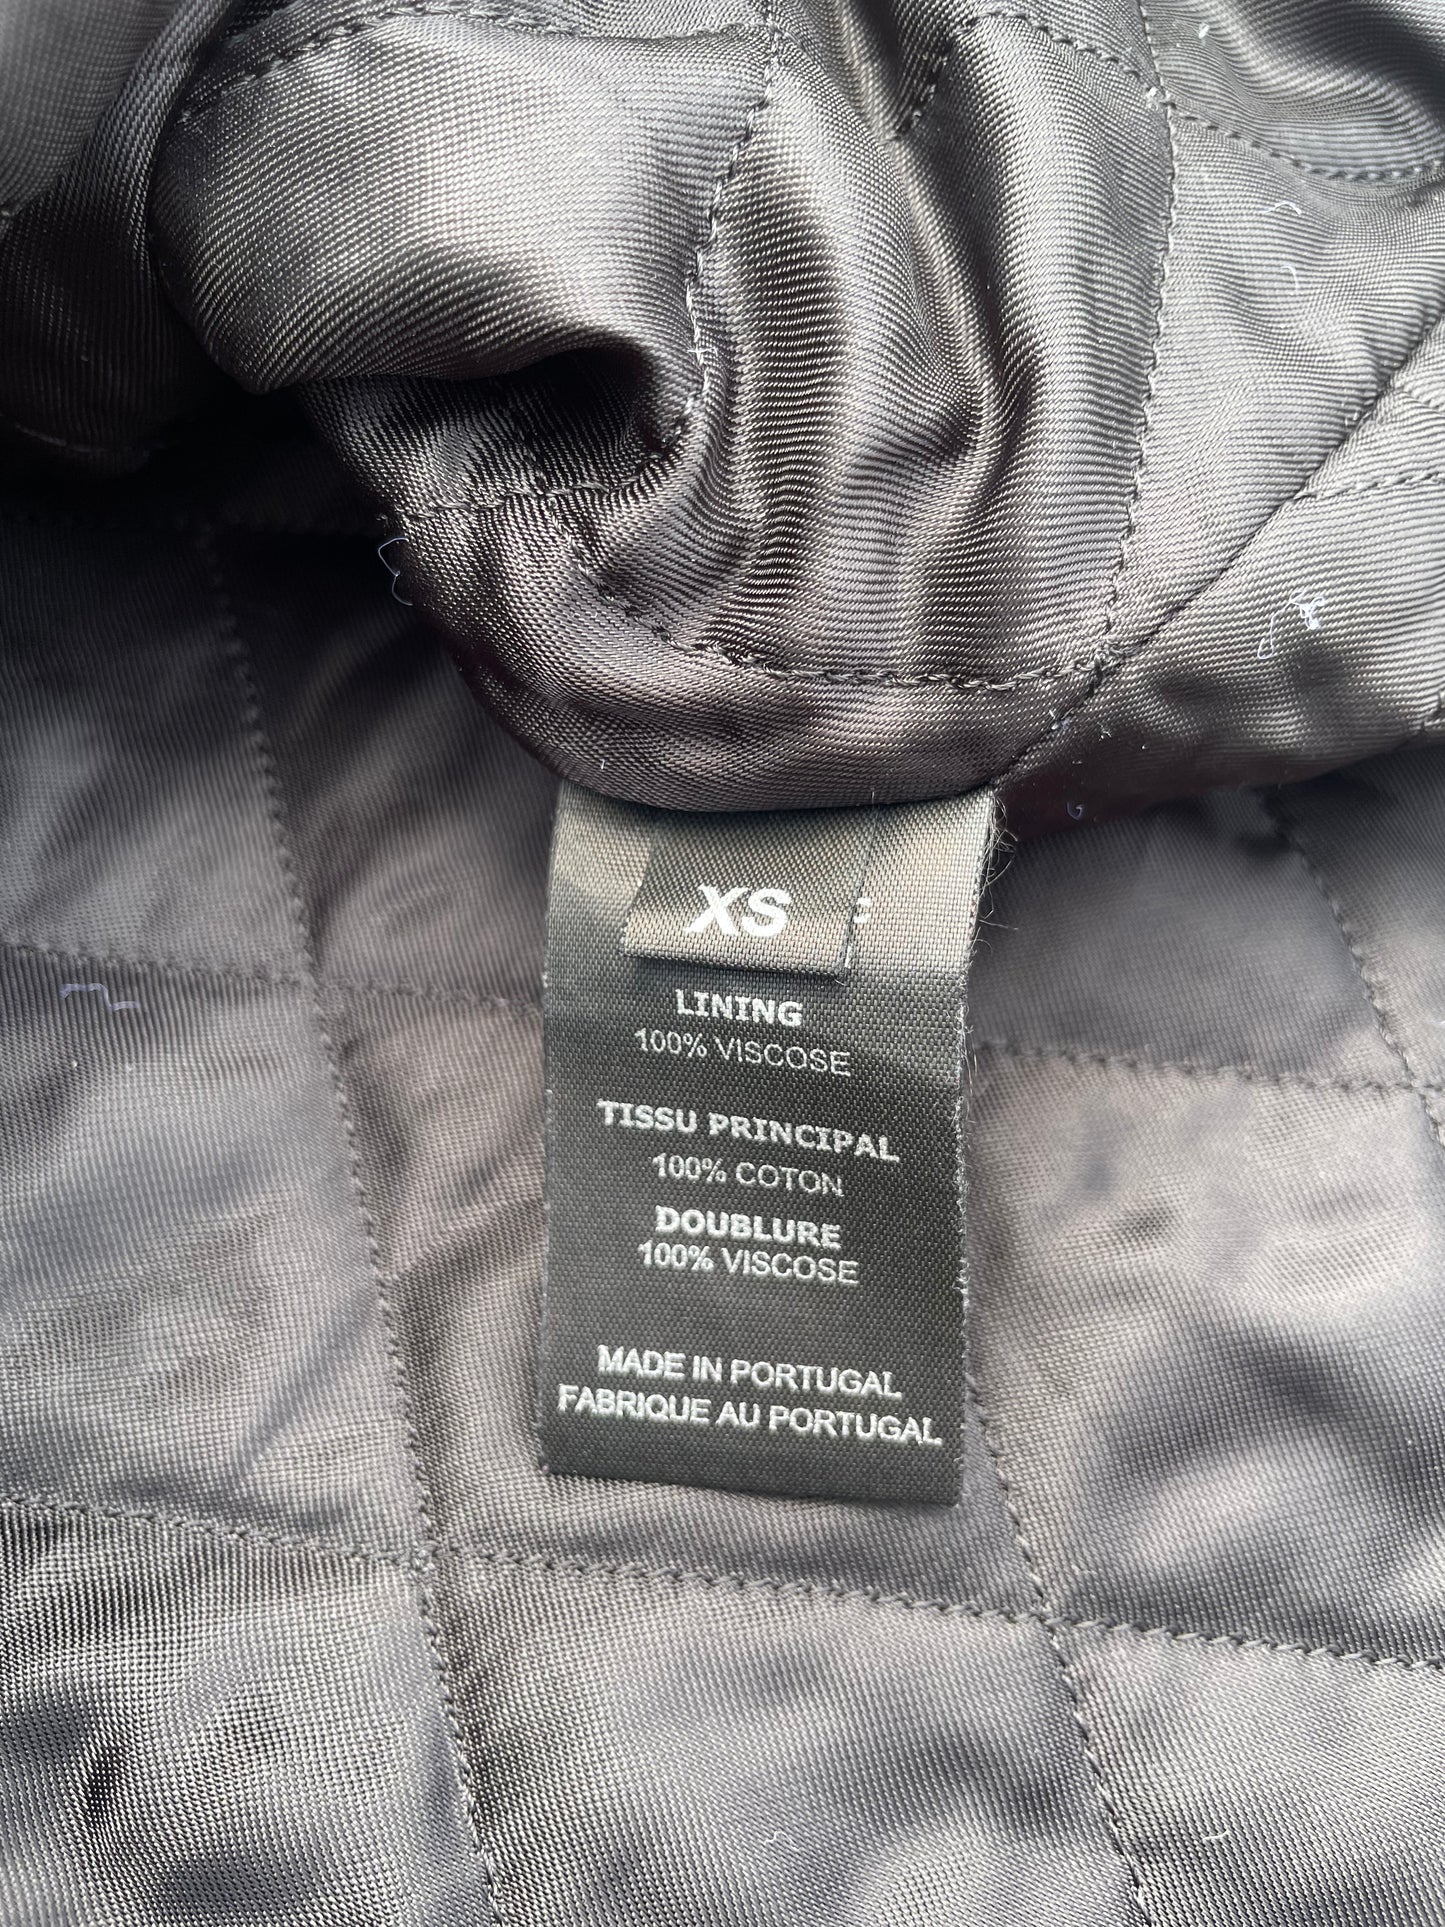 XS
LINING
100% VISCOSE
TISSU PRINCIPAL
100% COTON
DOUBLURE
100% VISCOSE
MADE IN PORTUGAL
FABRIQUE AU PORTUGAL